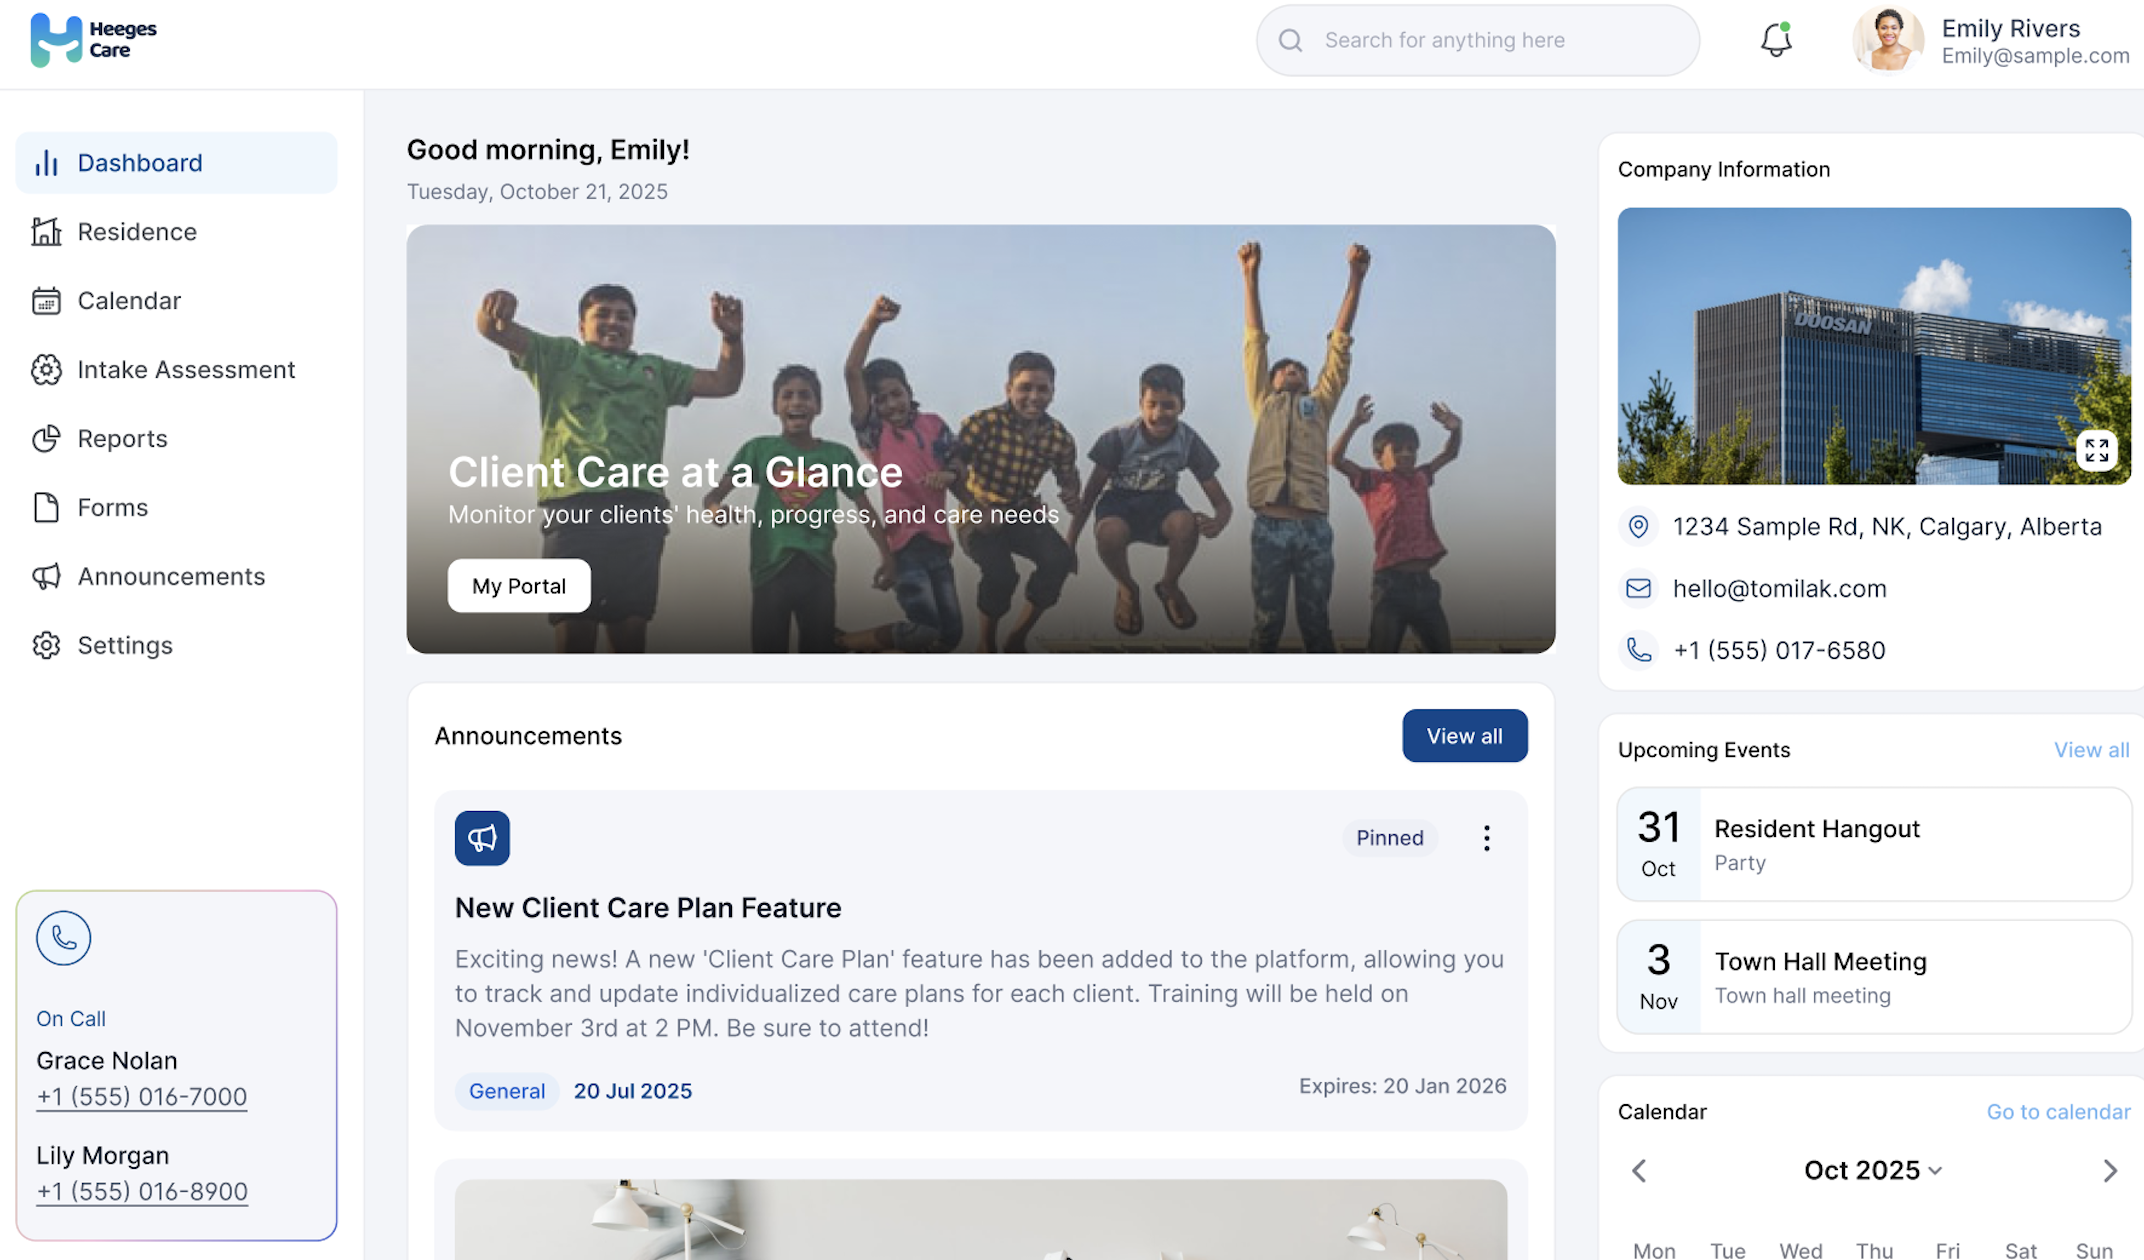 Heeges
Care
Search for anything here
Emily Rivers
Emily@sample.com
Dashboard
Residence
Calendar
Intake Assessment
Reports
Forms
Announcements
Settings
On Call
Grace Nolan
+1 (555) 016-7000
Lily Morgan
+1 (555) 016-8900
Good morning, Emily!
Tuesday, October 21, 2025
Client Care at a Glance
Monitor your clients' health, progress, and care needs
My Portal
Announcements
View all
Pinned
New Client Care Plan Feature
Exciting news! A new 'Client Care Plan' feature has been added to the platform, allowing you
to track and update individualized care plans for each client. Training will be held on
November 3rd at 2 PM. Be sure to attend!
General 20 Jul 2025
Expires: 20 Jan 2026
Company Information
DOOSAN
1234 Sample Rd, NK, Calgary, Alberta
hello@tomilak.com
+1 (555) 017-6580
Upcoming Events
View all
31
Oct
Resident Hangout
Party
3
Nov
Town Hall Meeting
Town hall meeting
Calendar
Go to calendar
Oct 2025
Mon Tue Wed Thu Fri Sat Sun